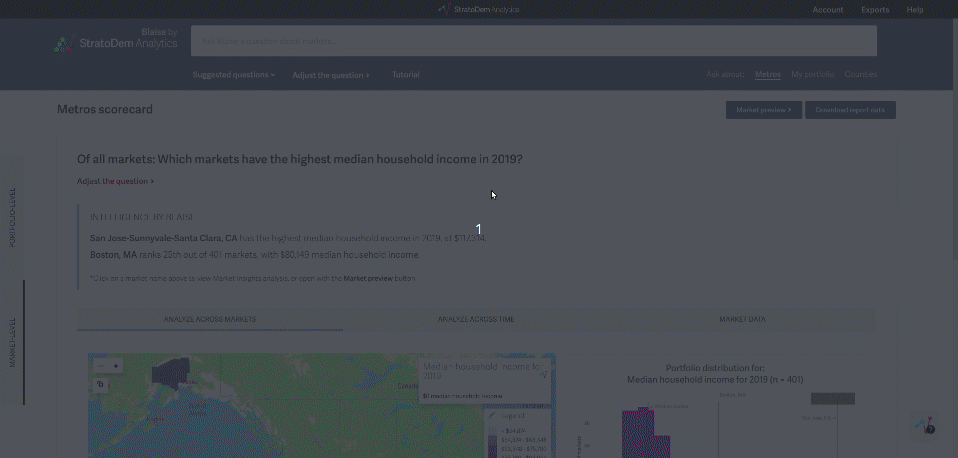 StratoDem Analytics
Account Exports Help
Blaise by
StratoDem
Analytics
Ask Blaise a question about markets...
Suggested questions
Adjust the question >
Tutorial
Ask about: Metros My portfolio Counties
Metros scorecard
Market preview >
Download report data
Of all markets: Which markets have the highest median household income in 2019?
Adjust the question >
INTELLIGENCE BY BLAISE
1
San Jose-Sunnyvale-Santa Clara, CA has the highest median household income in 2019, at
Boston, MA ranks 25th out of 401 markets, with $80,149 median household income.
*Click on a market name above to view Market Insights analysis, or open with the Market preview button
PORTFOLIO-LEVEL
MARKET-LEVEL
ANALYZE ACROSS MARKETS
ANALYZE ACROSS TIME
MARKET DATA
Median household income for
2019
Median household income
Canada
Legend
Portfolio distribution for:
Median household income for 2019 (n = 401)